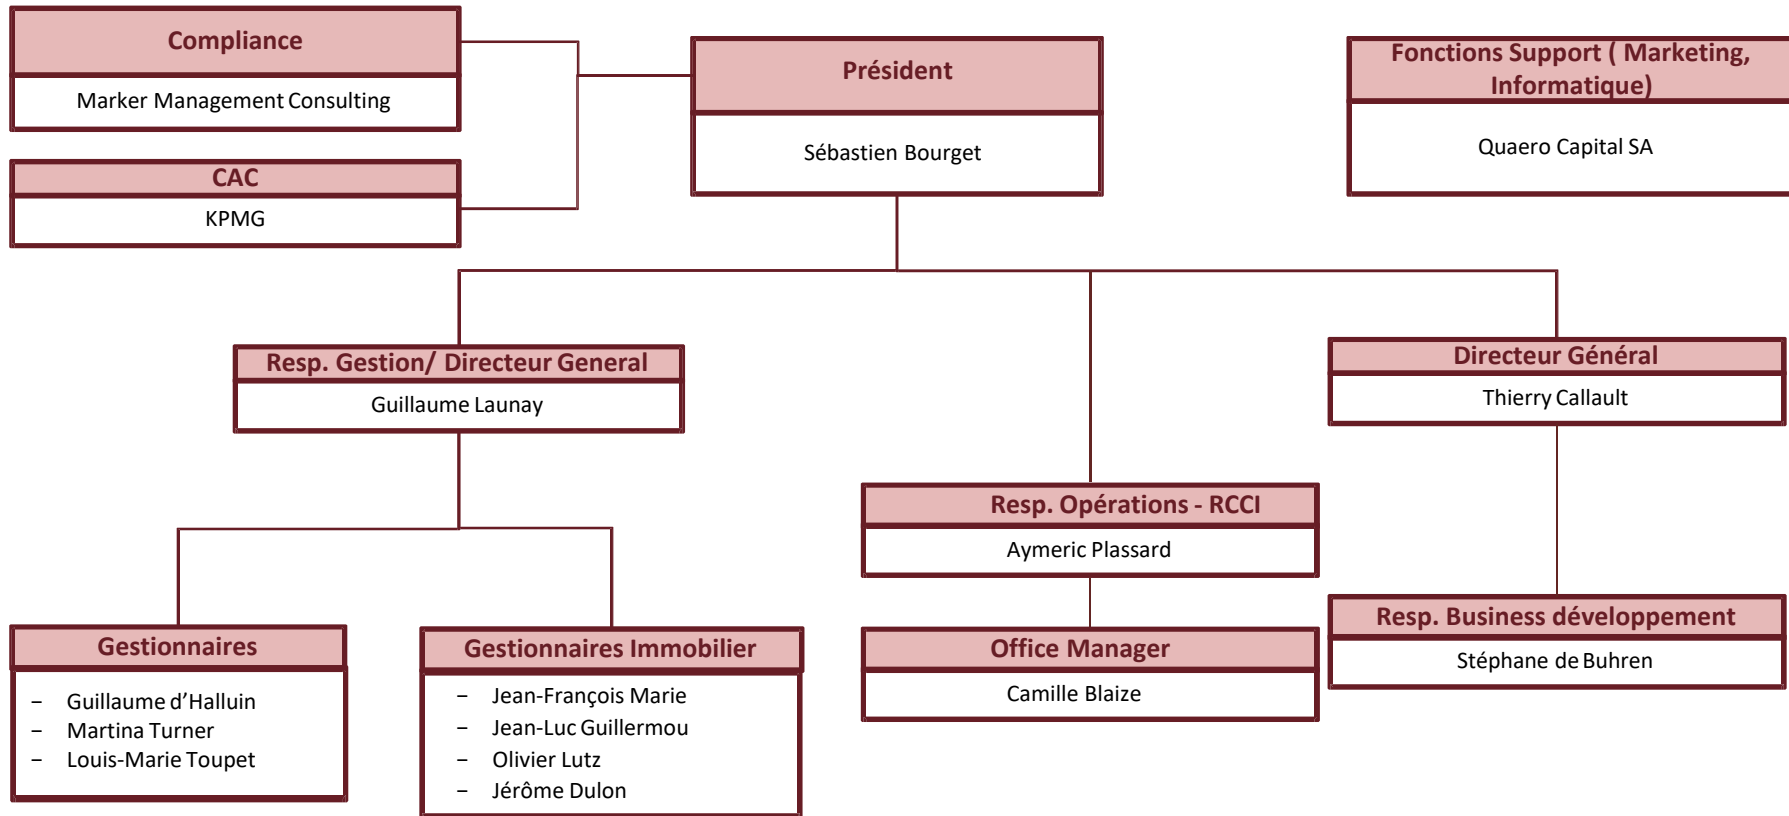 Compliance
Marker Management Consulting
CAC
KPMG
Président
Sébastien Bourget
Fonctions Support ( Marketing,
Informatique)
Quaero Capital SA
Resp. Gestion/ Directeur General
Guillaume Launay
Directeur Général
Thierry Callault
Resp. Opérations - RCCI
Aymeric Plassard
Resp. Business développement
Stéphane de Buhren
Gestionnaires
– Guillaume d’Halluin
– Martina Turner
– Louis-Marie Toupet
Gestionnaires Immobilier
– Jean-François Marie
– Jean-Luc Guillermou
– Olivier Lutz
– Jérôme Dulon
Office Manager
Camille Blaize